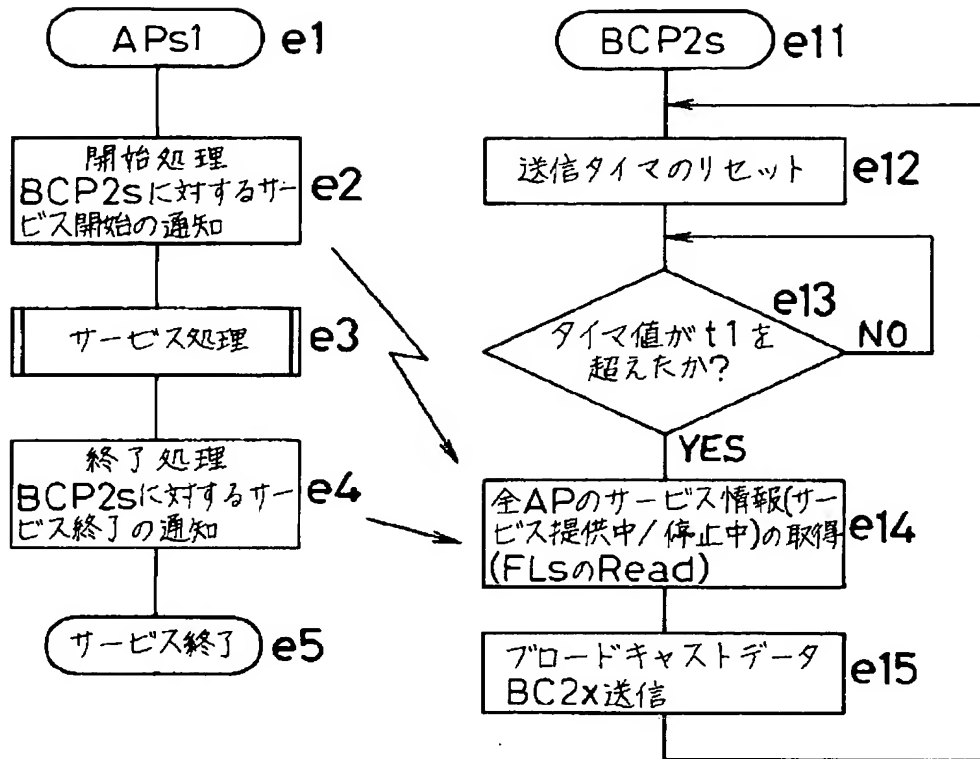 APs1 e1
開始処理
BCP2sに対するサー
ビス開始の通知
e2
サービス処理 e3
終了処理
BCP2sに対するサー
ビス終了の通知
e4
サービス終了 e5
BCP2s e11
送信タイマのリセット e12
e13
タイマ値がt1を
超えたか?
NO
YES
全APのサービス情報(サー
ビス提供中/停止中)の取得
(FLsのRead)
e14
ブロードキャストデータ
BC2x送信
e15